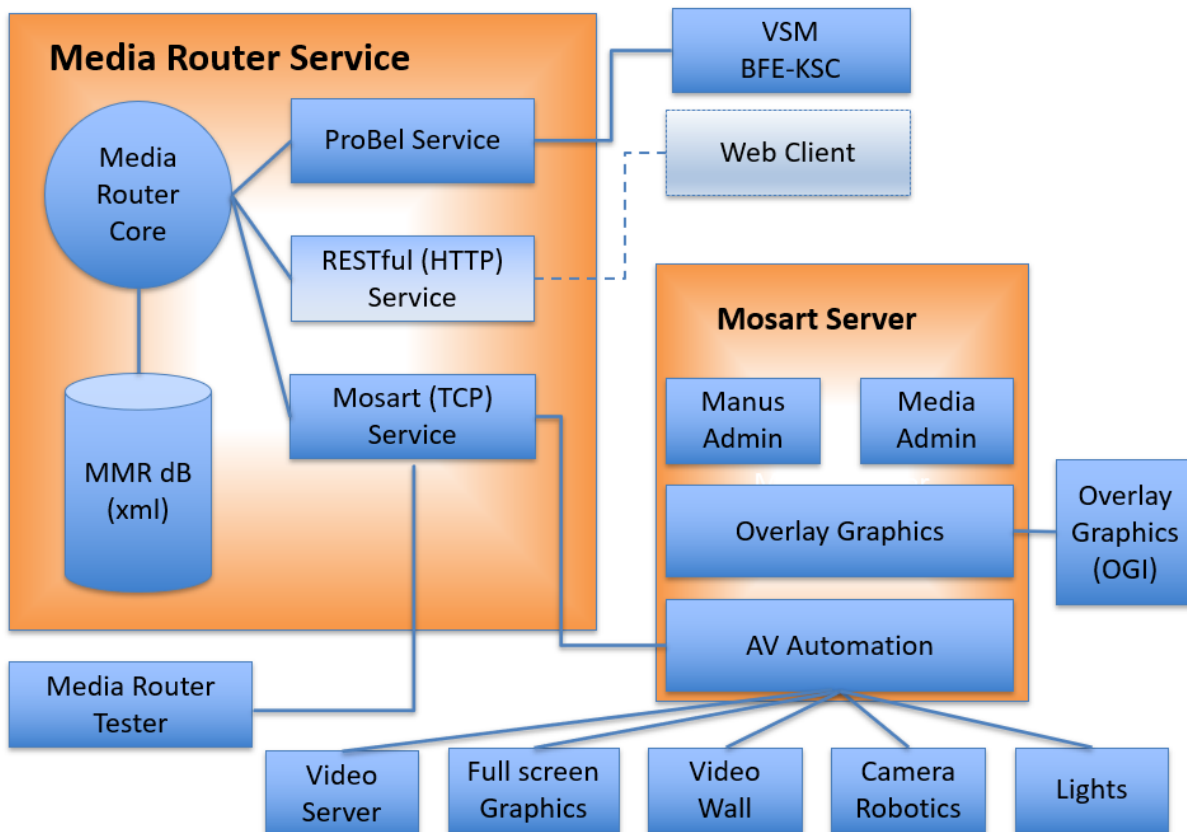 Media Router Service
VSM
BFE-KSC
ProBel Service
Web Client
Media
Router
Core
RESTful (HTTP)
Service
Mosart (TCP)
Service
MMR dB
(xml)
Media Router
Tester
Mosart Server
Manus
Admin
Media
Admin
Overlay Graphics
Overlay
Graphics
(OGI)
AV Automation
Video
Server
Full screen
Graphics
Video
Wall
Camera
Robotics
Lights